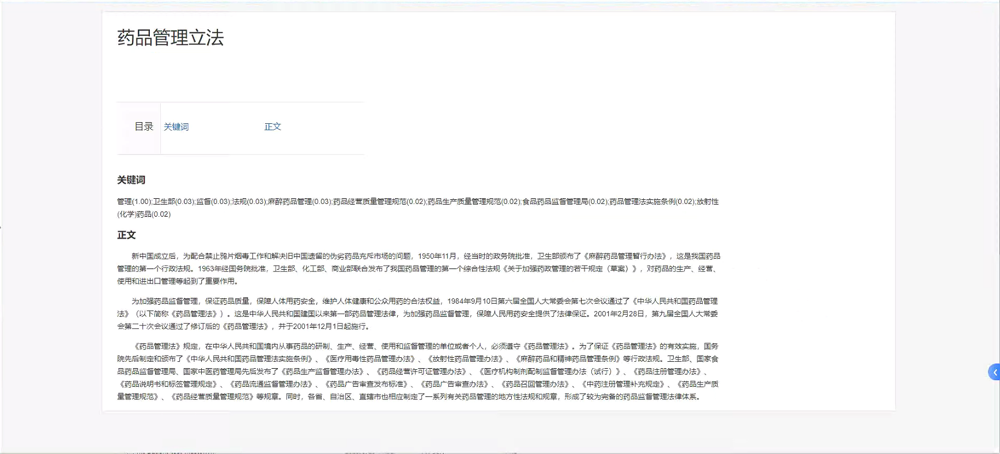 药品管理立法
目录 关键词 正文
关键词
管理(1.00);卫生部(0.03);监督(0.03);法规(0.03);麻醉药品管理(0.03);药品经营质量管理规范(0.02);药品生产质量管理规范(0.02);食品药品监督管理局(0.02);药品管理法实施条例(0.02);放射性
(化学)药品(0.02)
正文
新中国成立后，为配合禁止鸦片烟毒工作和解决旧中国遗留的伪劣药品充斥市场的问题，1950年11月，经当时的政务院批准，卫生部颁布了《麻醉药品管理暂行办法》，这是我国药品
管理的第一个行政法规。1963年经国务院批准，卫生部、化工部、商业部联合发布了我国药品管理的第一个综合性法规《关于加强药政管理的若干规定（草案）》，对药品的生产、经营、
使用和进出口管理等起到了重要作用。
为加强药品监督管理，保证药品质量，保障人体用药安全，维护人体健康和公众用药的合法权益，1984年9月10日第六届全国人大常委会第七次会议通过了《中华人民共和国药品管理
法》（以下简称《药品管理法》）。这是中华人民共和国建国以来第一部药品管理法律，为加强药品监督管理，保障人民用药安全提供了法律保证。2001年2月28日，第九届全国人大常委
会第二十次会议通过了修订后的《药品管理法》，并于2001年12月1日起施行。
《药品管理法》规定，在中华人民共和国境内从事药品的研制、生产、经营、使用和监督管理的单位或者个人，必须遵守《药品管理法》。为了保证《药品管理法》的有效实施，国务
院先后制定和颁布了《中华人民共和国药品管理法实施条例》、《医疗用毒性药品管理办法》、《放射性药品管理办法》、《麻醉药品和精神药品管理条例》等行政法规。卫生部、国家食
品药品监督管理局、国家中医药管理局先后发布了《药品生产监督管理办法》、《药品经营许可证管理办法》、《医疗机构制剂配制监督管理办法（试行）》、《药品注册管理办法》、
《药品说明书和标签管理规定》、《药品流通监督管理办法》、《药品广告审查发布标准》、《药品广告审查办法》、《药品召回管理办法》、《中药注册管理补充规定》、《药品生产质
量管理规范》、《药品经营质量管理规范》等规章。同时，各省、自治区、直辖市也相应制定了一系列有关药品管理的地方性法规和规章，形成了较为完备的药品监督管理法律体系。